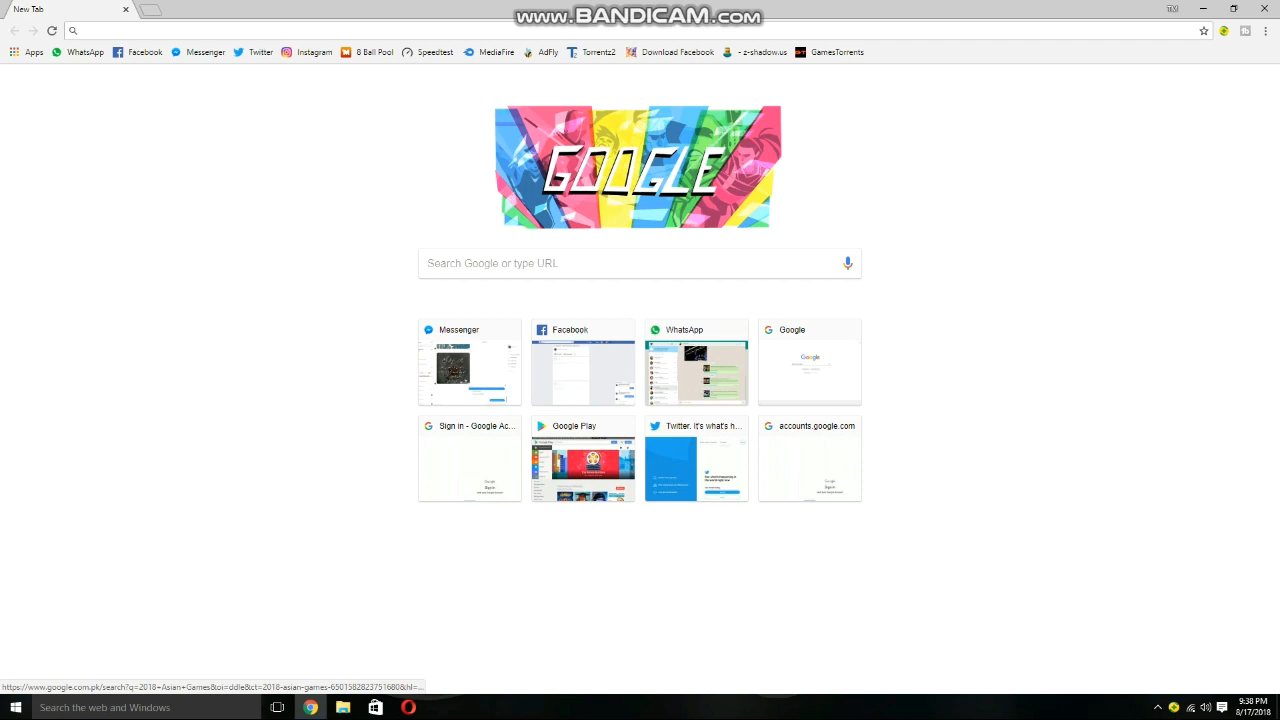 New Tab
www.BANDICAM.com
Apps WhatsApp Facebook Messenger Twitter Instagram 8 Ball Pool Speedtest MediaFire AdFly Torrentz2 Download Facebook - z-shadow.us GamesTorrents
GOOGLE
Search Google or type URL
Messenger Facebook WhatsApp Google
Google
Sign in - Google Ac... Google Play Twitter. It's what's h... accounts.google.com
https://www.google.com.pk/search?q=2018+Asian+Games&oi=ddle&ct=2018-asian-games-6501582823751680&hl=...
Search the web and Windows
9:38 PM
8/17/2018